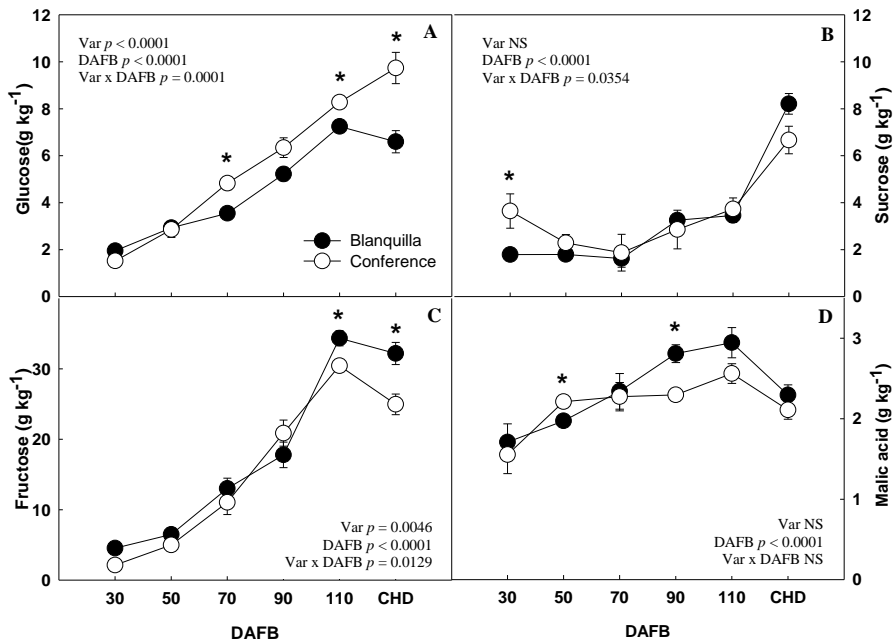 A
Var p < 0.0001
DAFB p < 0.0001
Var x DAFB p = 0.0001
* * *
Glucose(g kg-1)
12
10
8
6
4
2
0
Blanquilla
Conference
B
Var NS
DAFB p < 0.0001
Var x DAFB p = 0.0354
*
Sucrose (g kg-1)
12
10
8
6
4
2
0
C
* *
Fructose (g kg-1)
30
20
10
0
Var p = 0.0046
DAFB p < 0.0001
Var x DAFB p = 0.0129
30 50 70 90 110 CHD
DAFB
D
* *
Malic acid (g kg-1)
3
2
1
0
Var NS
DAFB p < 0.0001
Var x DAFB NS
30 50 70 90 110 CHD
DAFB